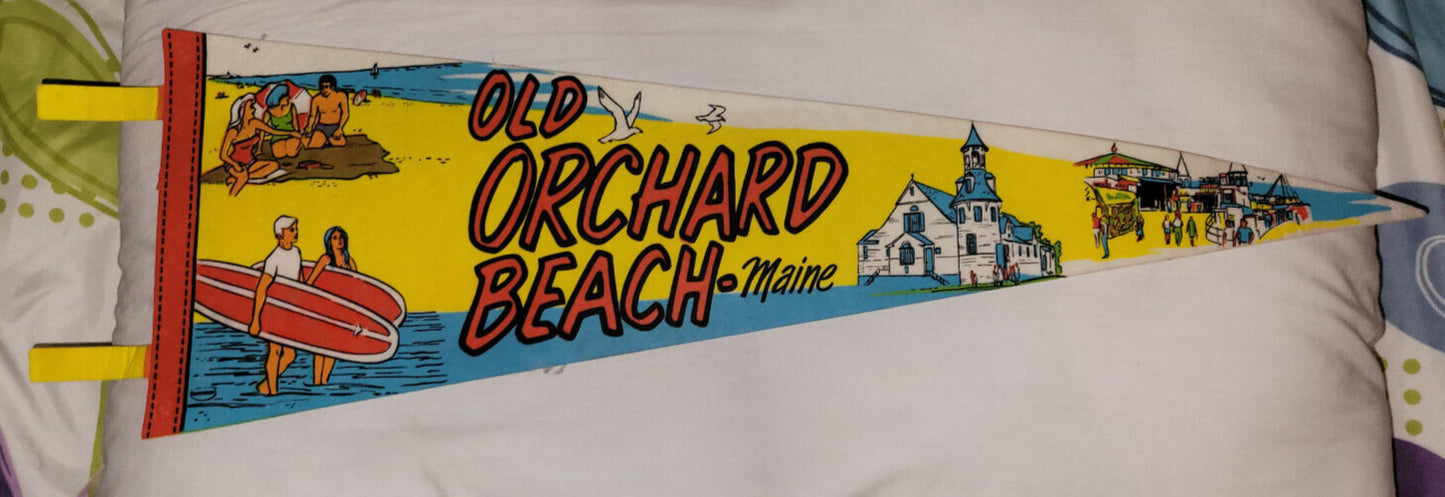 OLD
ORCHARD
BEACH - Maine